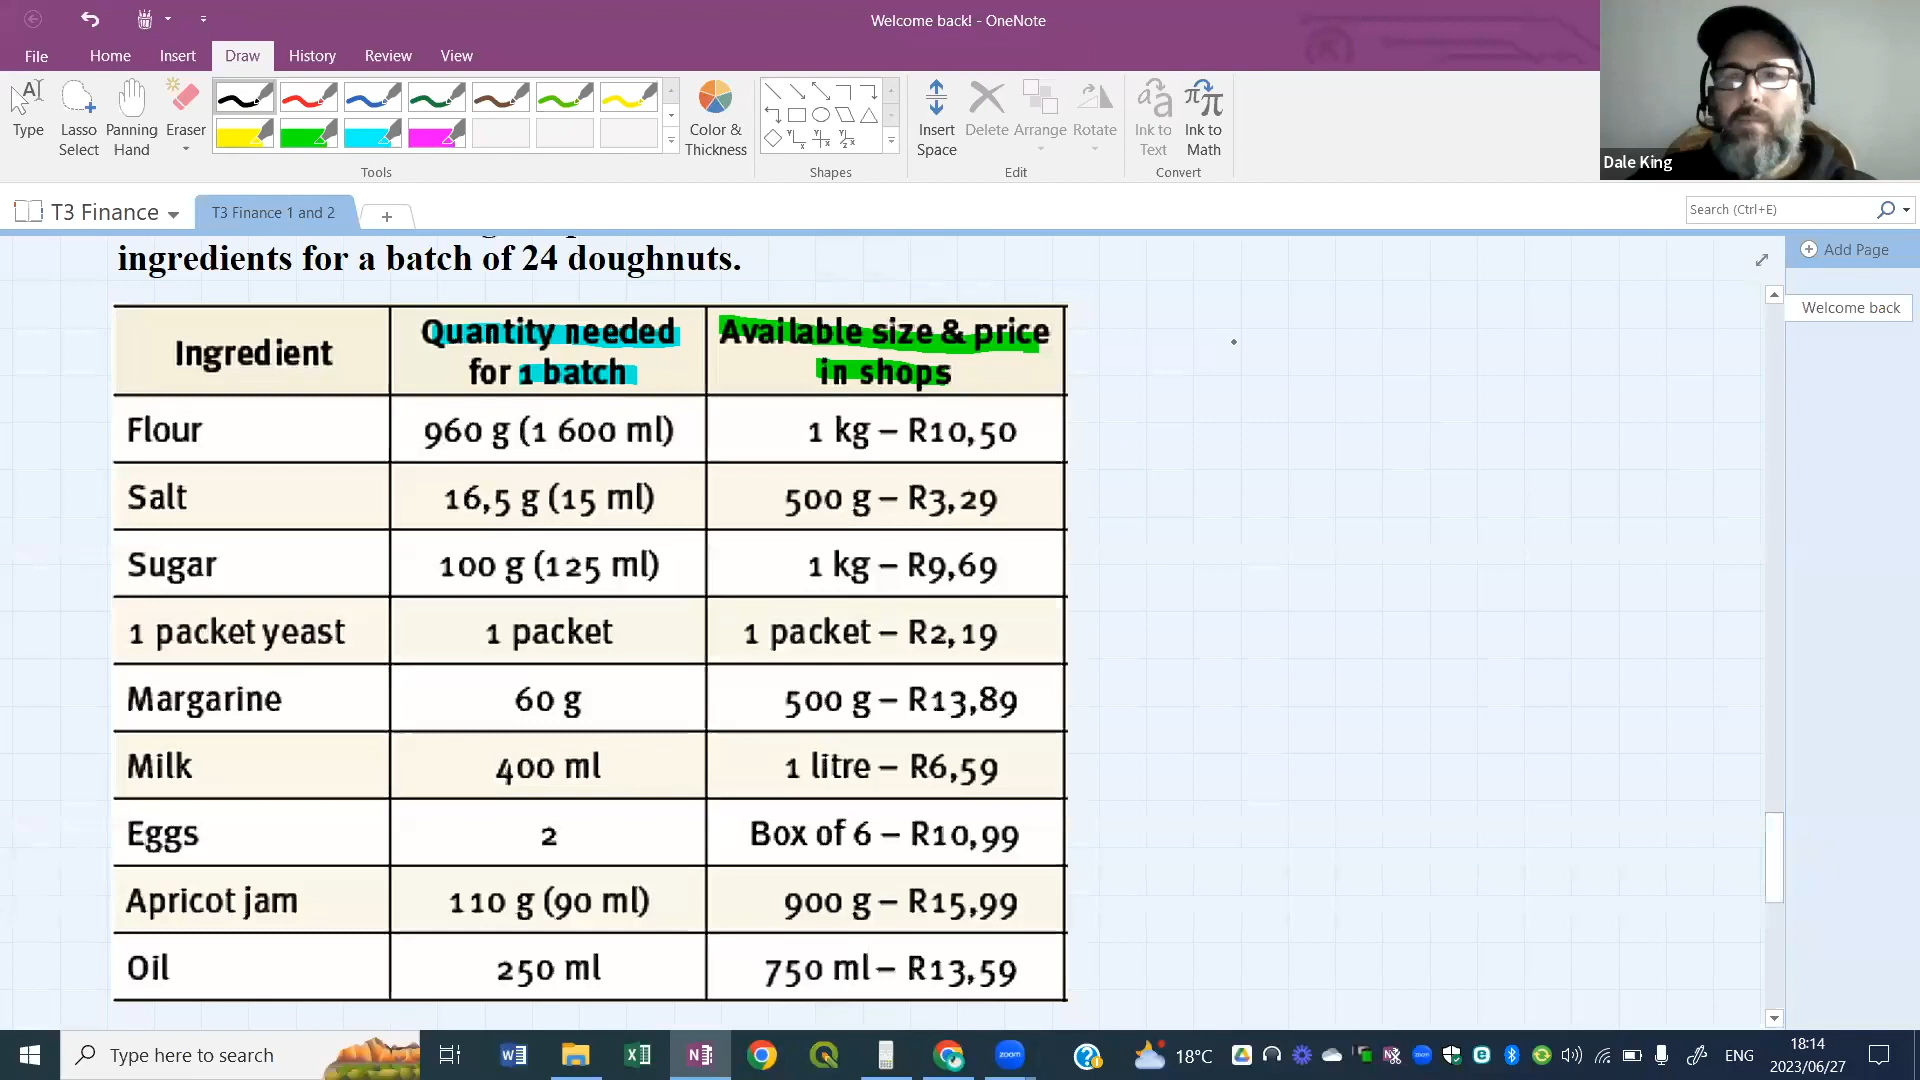 Welcome back! - OneNote
File Home Insert Draw History Review View
Type
Lasso Select
Panning Hand
Eraser
Tools
Color & Thickness
Shapes
Insert Space
Delete
Arrange
Rotate
Edit
Ink to Text
Ink to Math
Convert
Dale King
T3 Finance
T3 Finance 1 and 2
Search (Ctrl+E)
Add Page
Welcome back
ingredients for a batch of 24 doughnuts.
Ingredient Quantity needed for 1 batch Available size & price in shops
Flour 960 g (1 600 ml) 1 kg – R10,50
Salt 16,5 g (15 ml) 500 g – R3,29
Sugar 100 g (125 ml) 1 kg – R9,69
1 packet yeast 1 packet 1 packet – R2,19
Margarine 60 g 500 g – R13,89
Milk 400 ml 1 litre – R6,59
Eggs 2 Box of 6 – R10,99
Apricot jam 110 g (90 ml) 900 g – R15,99
Oil 250 ml 750 ml – R13,59
Type here to search
zoom
18°C
ENG
18:14
2023/06/27